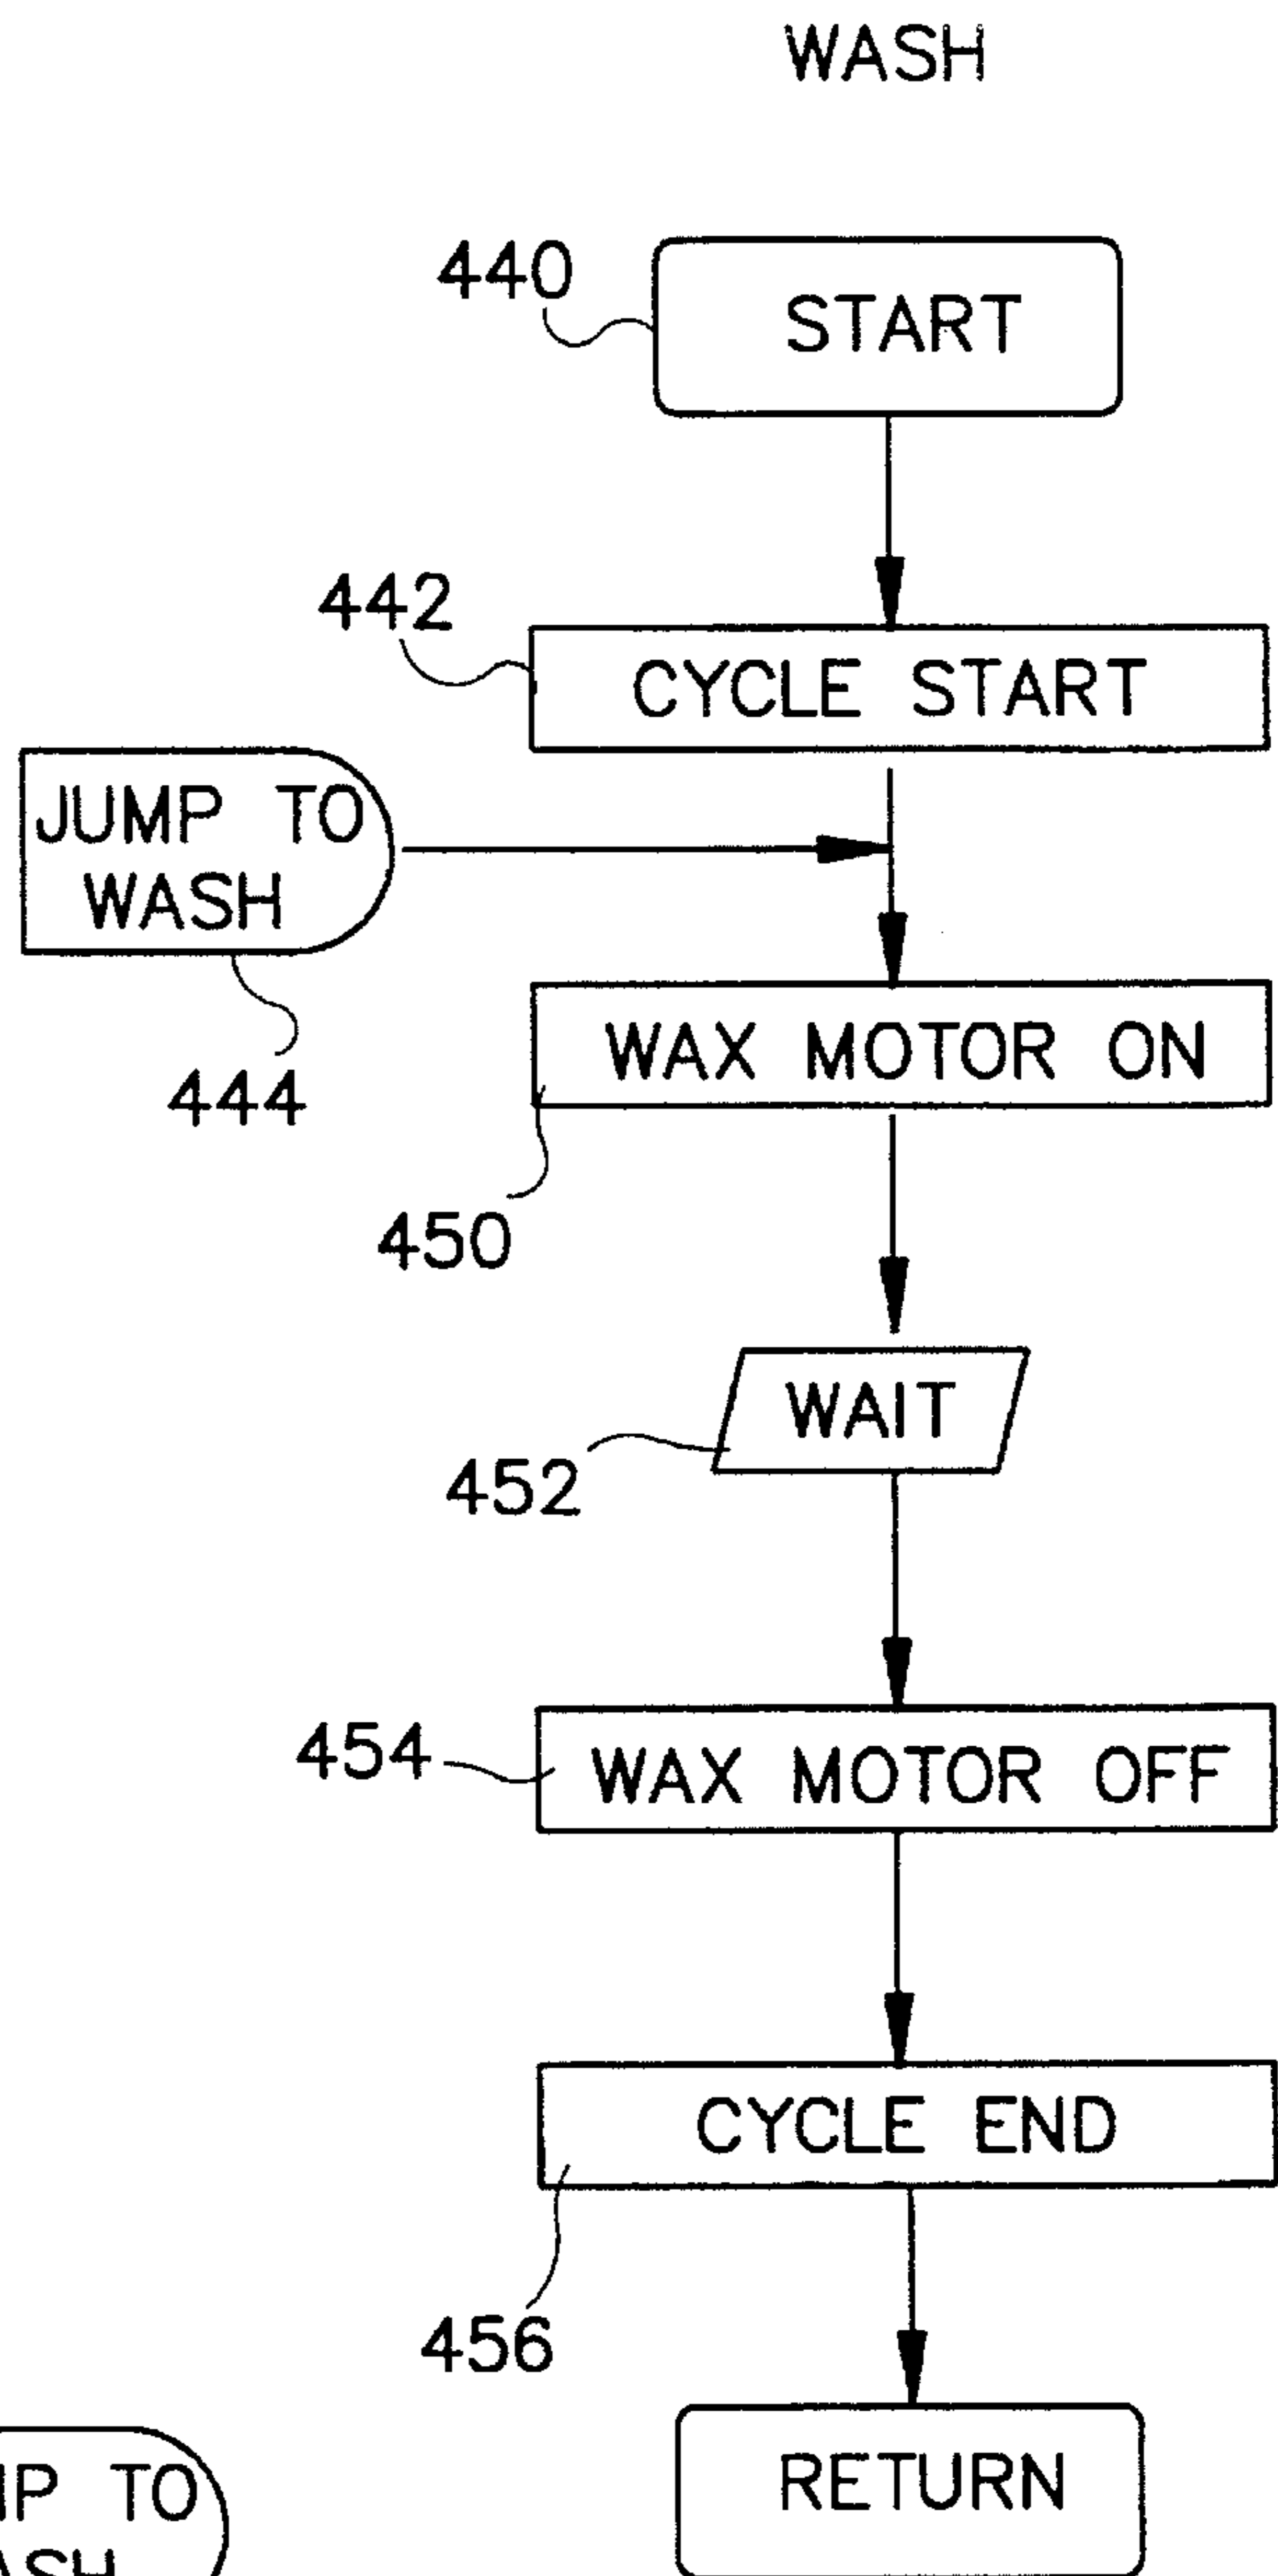 WASH
440
START
442
CYCLE START
JUMP TO
WASH
444
WAX MOTOR ON
450
WAIT
452
454
WAX MOTOR OFF
CYCLE END
456
RETURN
TO